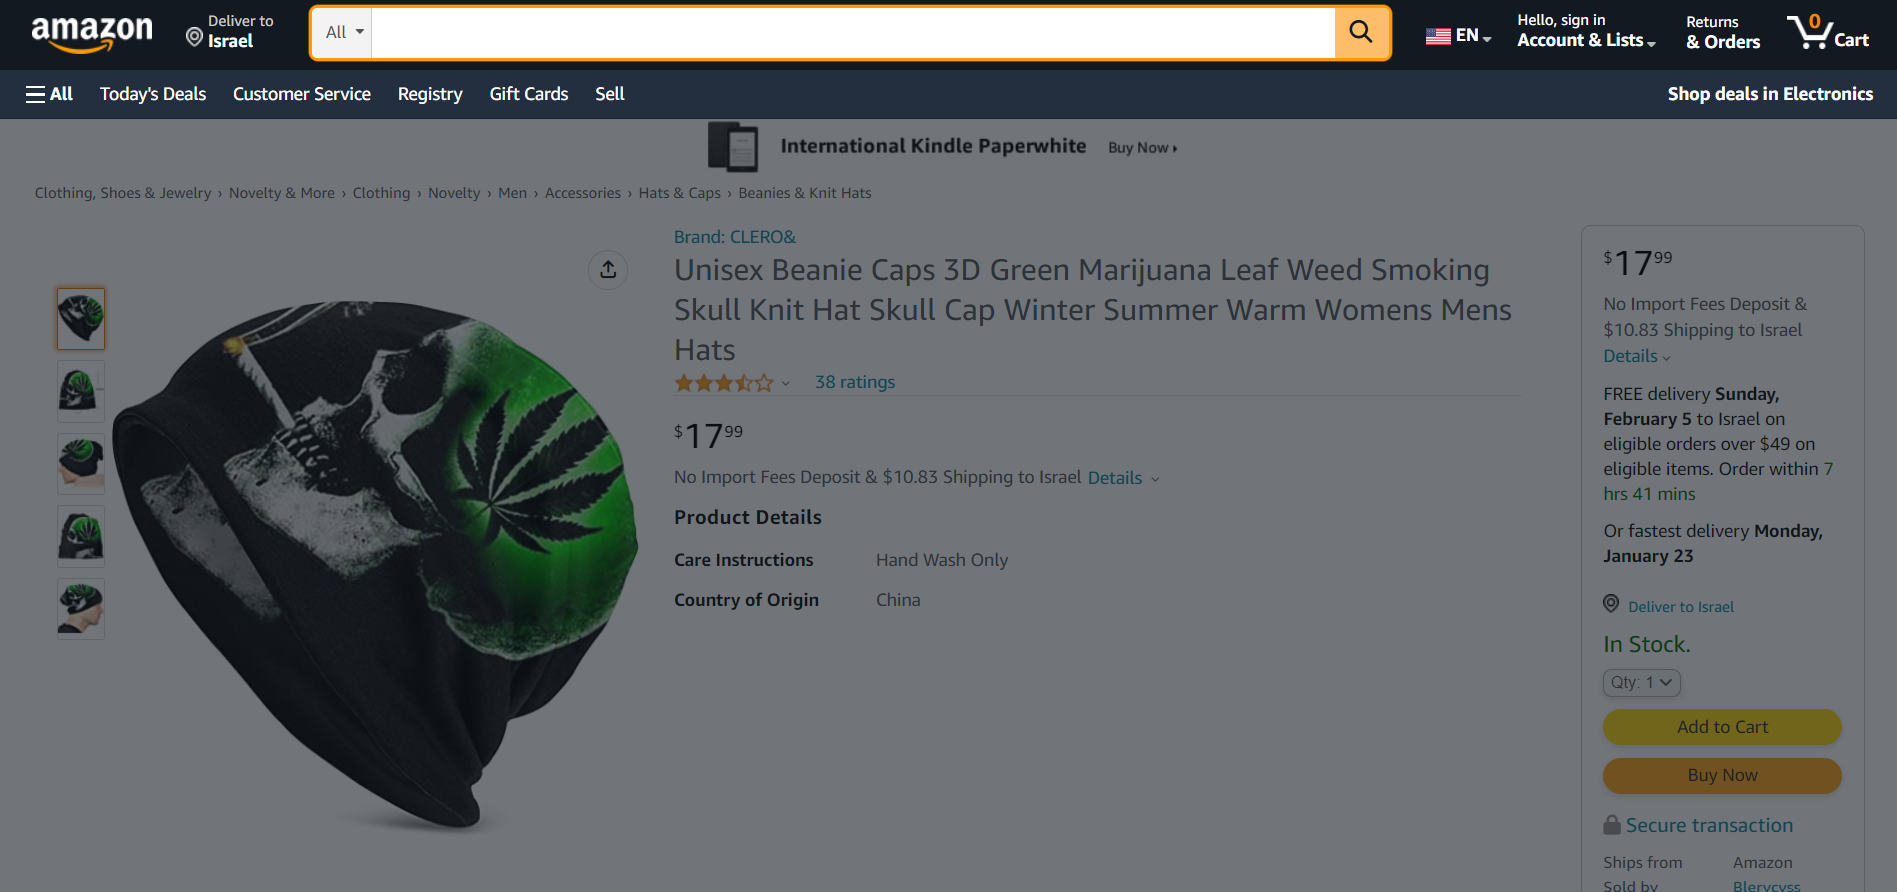 amazon
Deliver to
Israel
All
EN
Hello, sign in
Account & Lists
Returns
& Orders
0
Cart
All
Today's Deals
Customer Service
Registry
Gift Cards
Sell
Shop deals in Electronics
International Kindle Paperwhite
Buy Now
Clothing, Shoes & Jewelry › Novelty & More › Clothing › Novelty › Men › Accessories › Hats & Caps › Beanies & Knit Hats
Brand: CLERO&
Unisex Beanie Caps 3D Green Marijuana Leaf Weed Smoking
Skull Knit Hat Skull Cap Winter Summer Warm Womens Mens
Hats
38 ratings
$17 99
No Import Fees Deposit & $10.83 Shipping to Israel Details
Product Details
Care Instructions Hand Wash Only
Country of Origin China
$17 99
No Import Fees Deposit &
$10.83 Shipping to Israel
Details
FREE delivery Sunday,
February 5 to Israel on
eligible orders over $49 on
eligible items. Order within 7
hrs 41 mins
Or fastest delivery Monday,
January 23
Deliver to Israel
In Stock.
Qty: 1
Add to Cart
Buy Now
Secure transaction
Ships from Amazon
Sold by Blerycyss